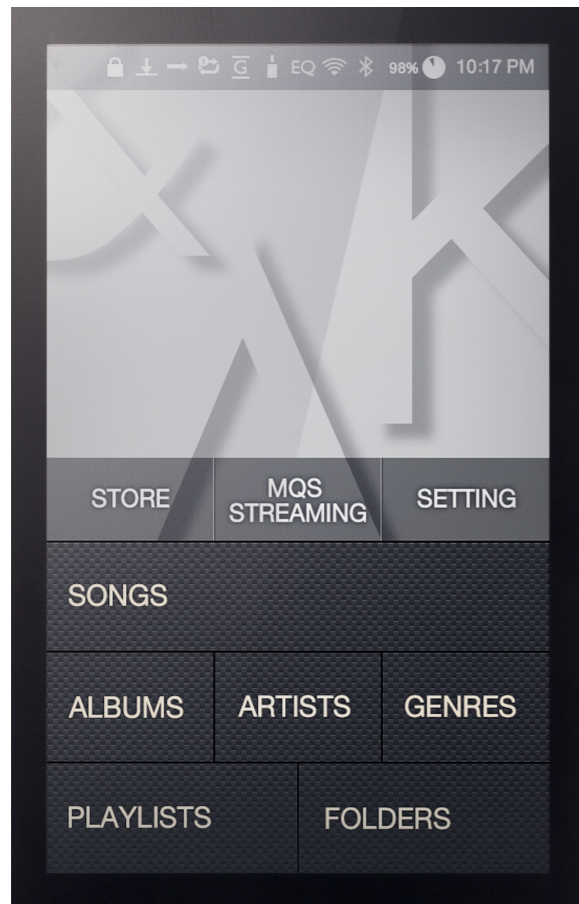 G EQ 98% 10:17 PM
STORE
MQS
STREAMING
SETTING
SONGS
ALBUMS ARTISTS GENRES
PLAYLISTS FOLDERS